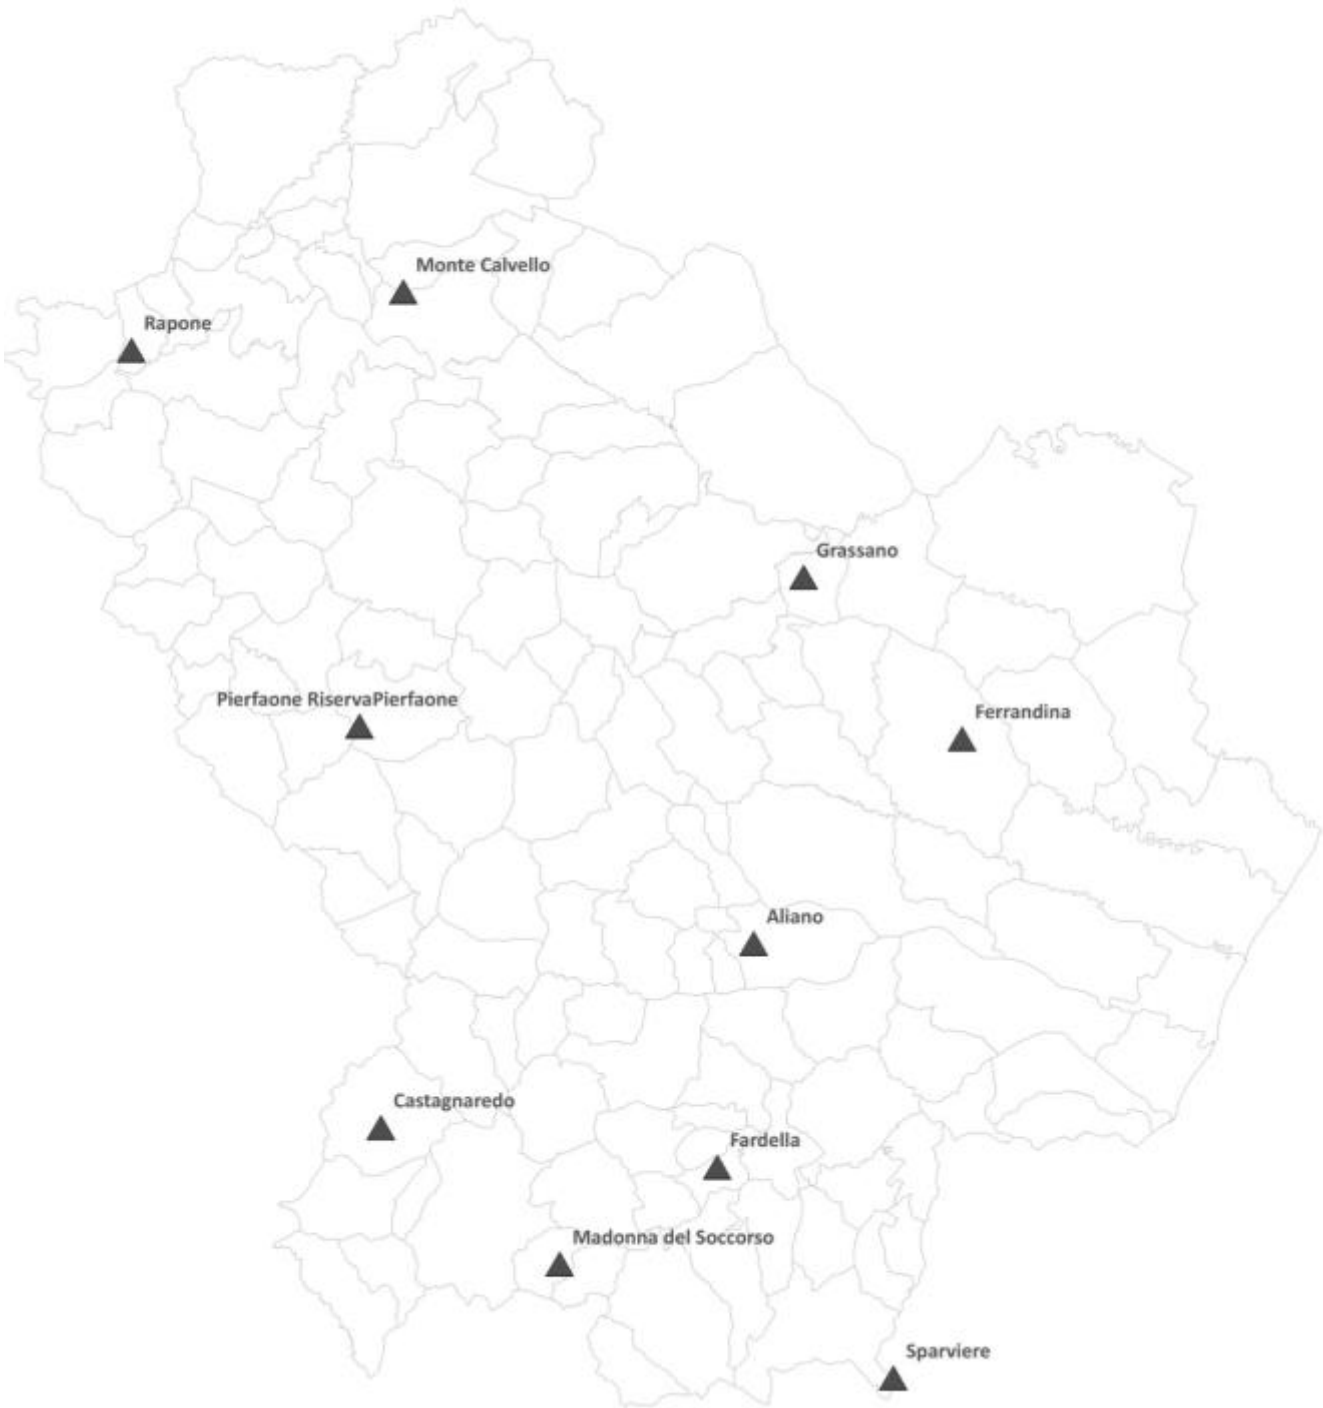 Monte Calvello
Rapone
Grassano
Pierfaone RiservaPierfaone
Ferrandina
Aliano
Castagnaredo
Fardella
Madonna del Soccorso
Sparviere